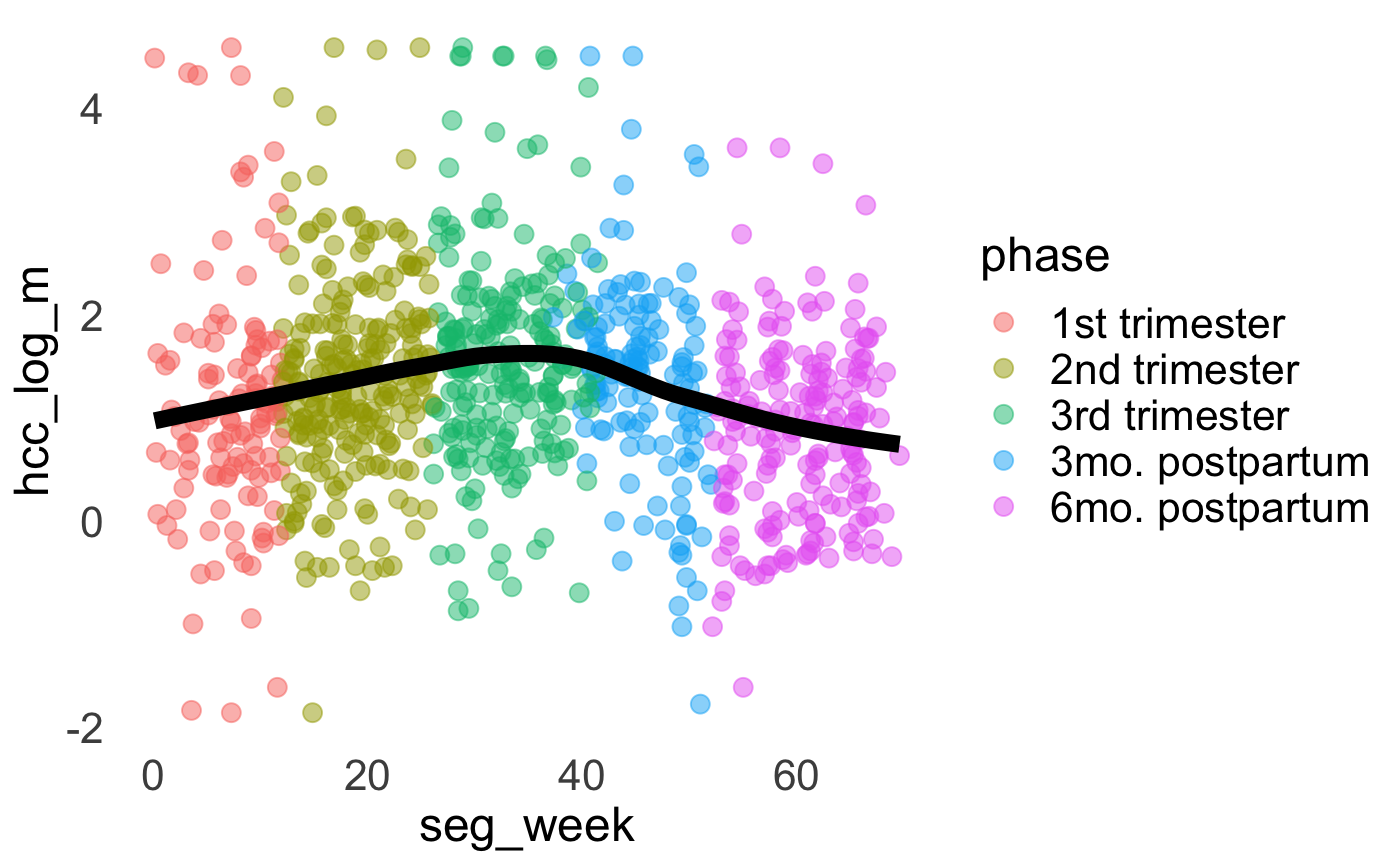 hcc_log_m
4
2
0
-2
0 20 40 60
seg_week
phase
1st trimester
2nd trimester
3rd trimester
3mo. postpartum
6mo. postpartum